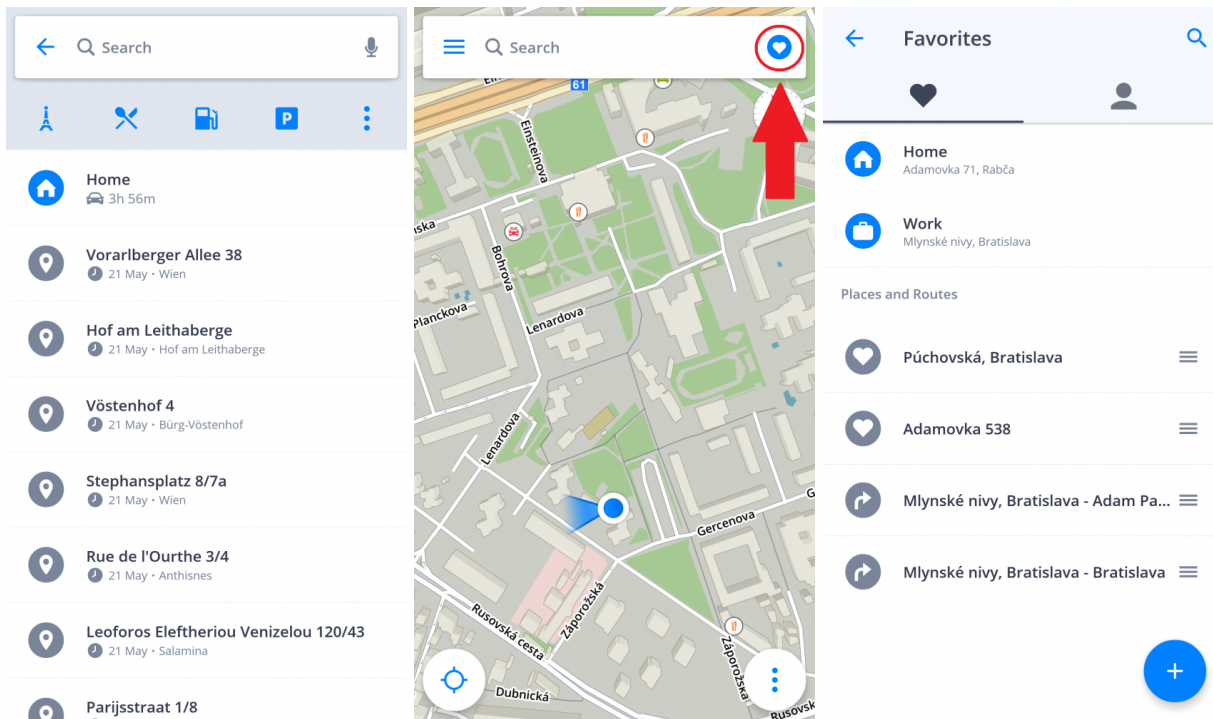 Search
Home
3h 56m
Vorarlberger Allee 38
21 May • Wien
Hof am Leithaberge
21 May • Hof am Leithaberge
Vöstenhof 4
21 May • Bürg-Vöstenhof
Stephansplatz 8/7a
21 May • Wien
Rue de l'Ourthe 3/4
21 May • Anthisnes
Leoforos Eleftheriou Venizelou 120/43
21 May • Salamina
Parijsstraat 1/8
Search
61
Einsteinova
Bohrova
Planckova
Lenardova
Lenardova
Gercenova
Rusovská cesta
Záporožská
Záporožská
Dubnická
Favorites
Home
Adamovka 71, Rabča
Work
Mlynské nivy, Bratislava
Places and Routes
Púchovská, Bratislava
Adamovka 538
Mlynské nivy, Bratislava - Adam Pa...
Mlynské nivy, Bratislava - Bratislava
P